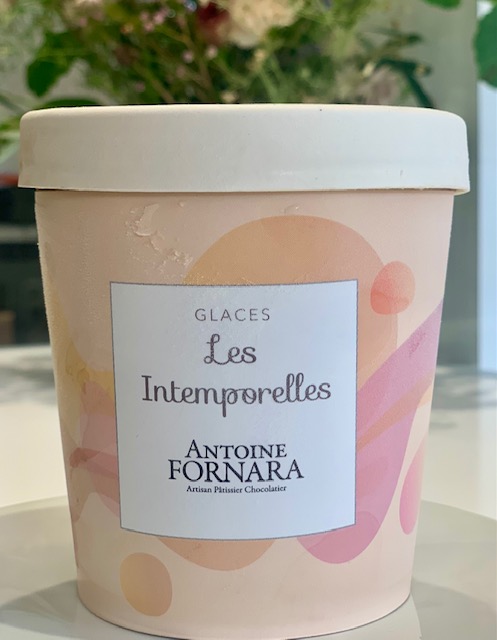 GLACES
Les
Intemporelles
ANTOINE
FORNARA
Artisan Pâtissier Chocolatier